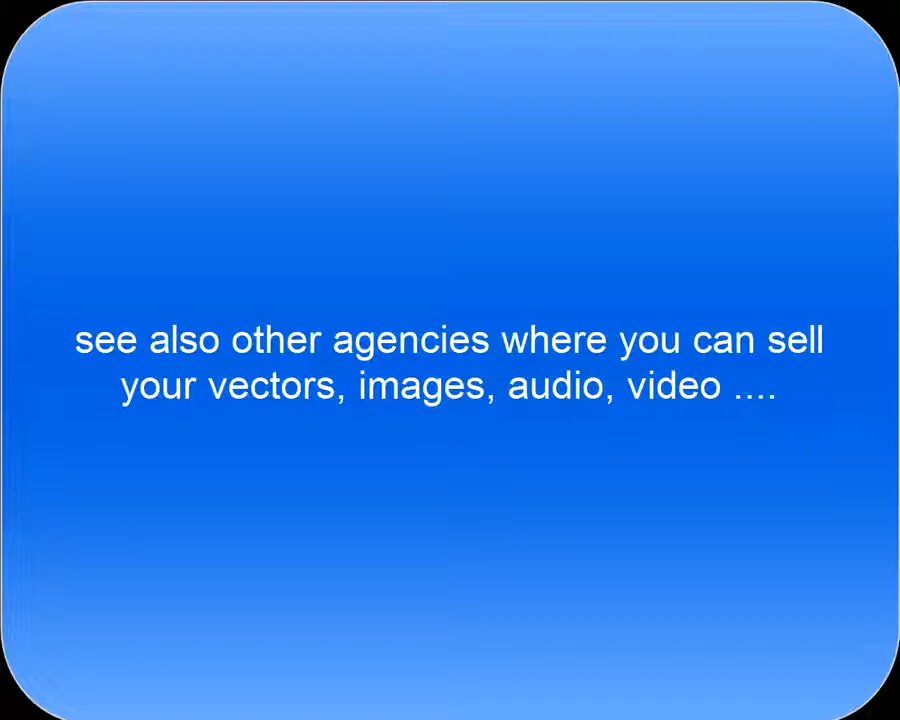 see also other agencies where you can sell
your vectors, images, audio, video ....